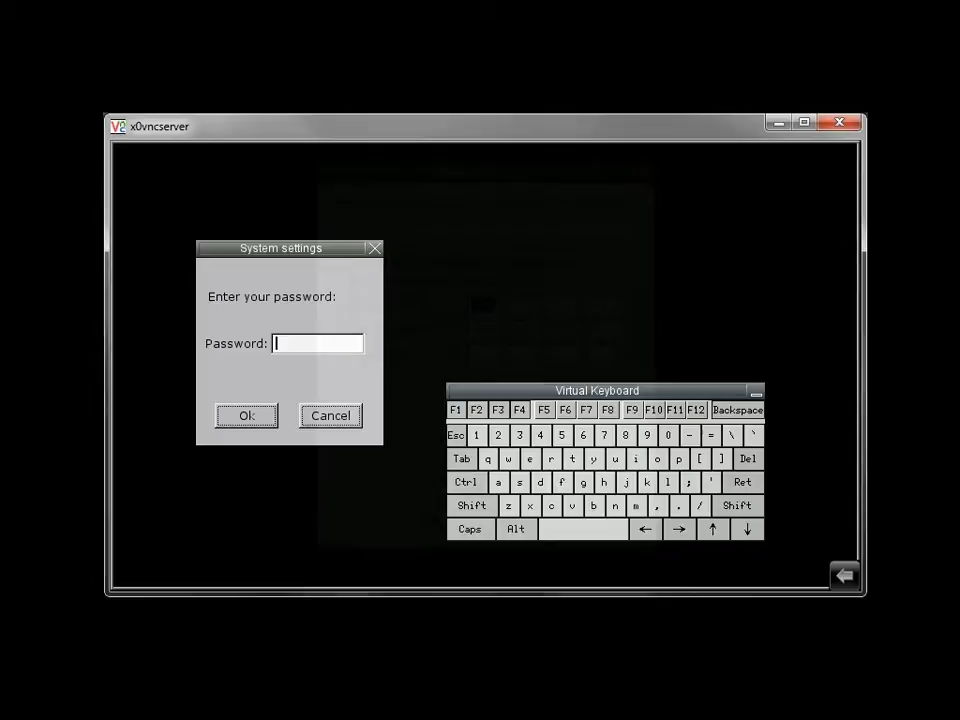 x0vncserver
System settings
Enter your password:
Password:
Ok Cancel
Virtual Keyboard
F1 F2 F3 F4 F5 F6 F7 F8 F9 F10 F11 F12 Backspace
Esc 1 2 3 4 5 6 7 8 9 0 - = \ `
Tab q w e r t y u i o p [ ] Del
Ctrl a s d f g h j k l ; ' Ret
Shift z x c v b n m , . / Shift
Caps Alt ← → ↑ ↓